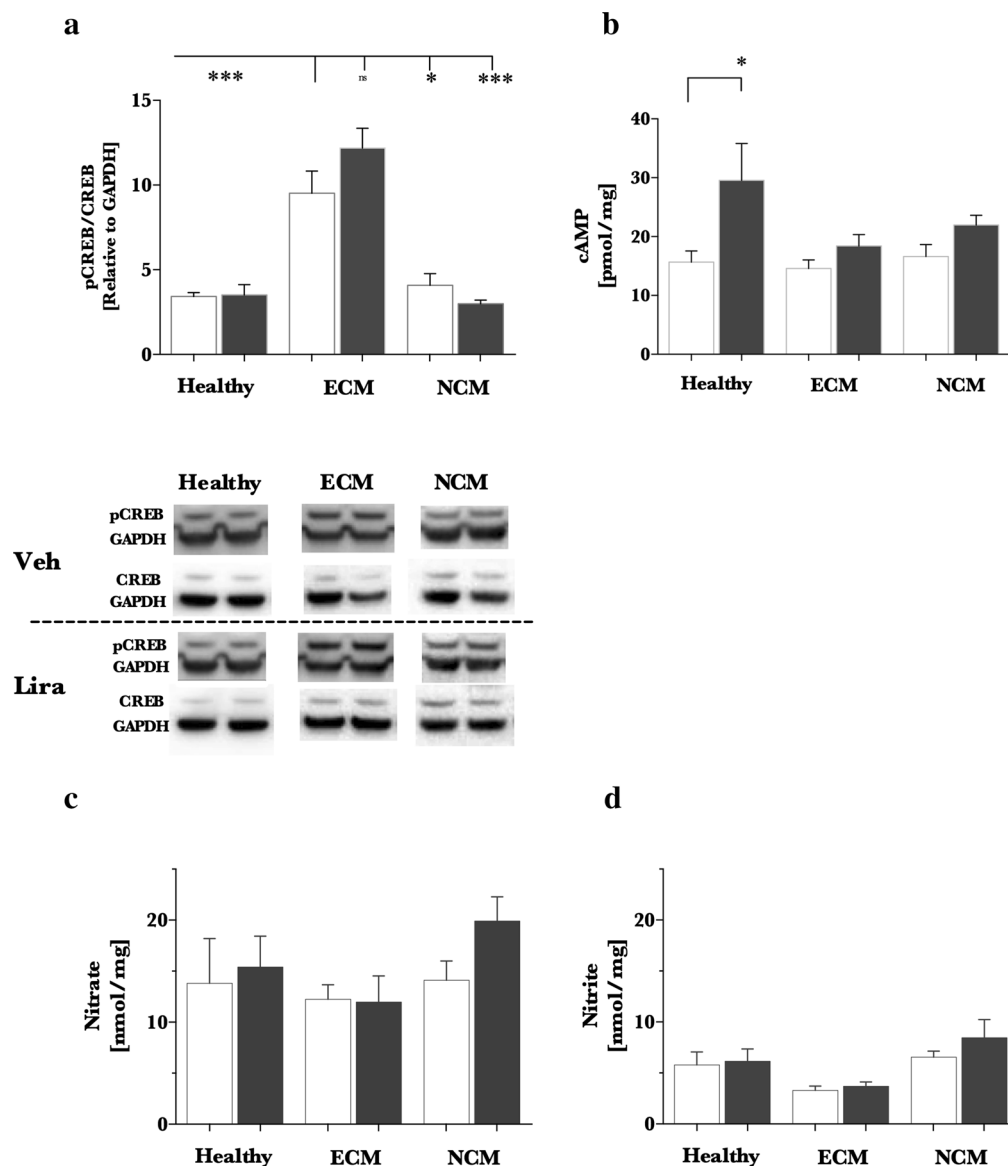 a
*** ns * ***
15
10
5
0
pCREB/CREB
[Relative to GAPDH]
Healthy ECM NCM
b
*
40
30
20
10
0
cAMP
[pmol/mg]
Healthy ECM NCM
Healthy ECM NCM
pCREB
GAPDH
Veh
CREB
GAPDH
pCREB
GAPDH
Lira
CREB
GAPDH
c
20
10
0
Nitrate
[nmol/mg]
Healthy ECM NCM
d
20
10
0
Nitrite
[nmol/mg]
Healthy ECM NCM